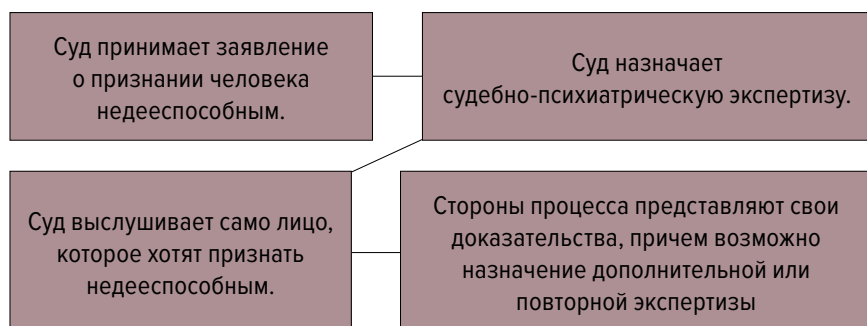 Суд принимает заявление
о признании человека
недееспособным.
Суд назначает
судебно-психиатрическую экспертизу.
Суд выслушивает само лицо,
которое хотят признать
недееспособным.
Стороны процесса представляют свои
доказательства, причем возможно
назначение дополнительной или
повторной экспертизы